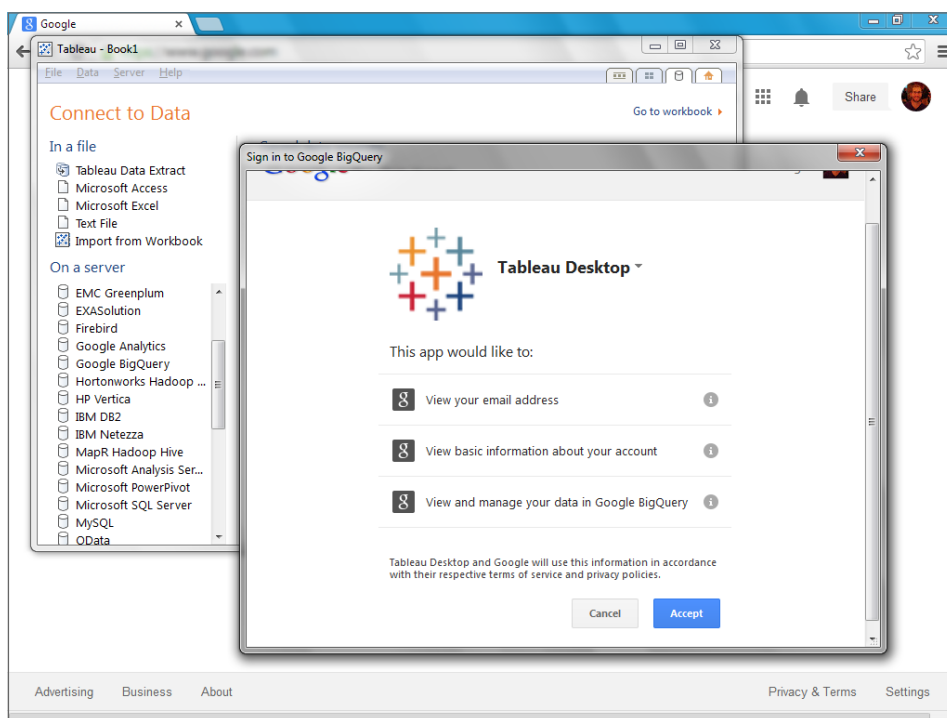 Google
Tableau - Book1
File Data Server Help
Connect to Data
Go to workbook
Share
In a file
Tableau Data Extract
Microsoft Access
Microsoft Excel
Text File
Import from Workbook
On a server
EMC Greenplum
EXASolution
Firebird
Google Analytics
Google BigQuery
Hortonworks Hadoop ...
HP Vertica
IBM DB2
IBM Netezza
MapR Hadoop Hive
Microsoft Analysis Ser...
Microsoft PowerPivot
Microsoft SQL Server
MySQL
OData
Sign in to Google BigQuery
Google
Tableau Desktop
This app would like to:
View your email address
View basic information about your account
View and manage your data in Google BigQuery
Tableau Desktop and Google will use this information in accordance
with their respective terms of service and privacy policies.
Cancel Accept
Advertising Business About Privacy & Terms Settings